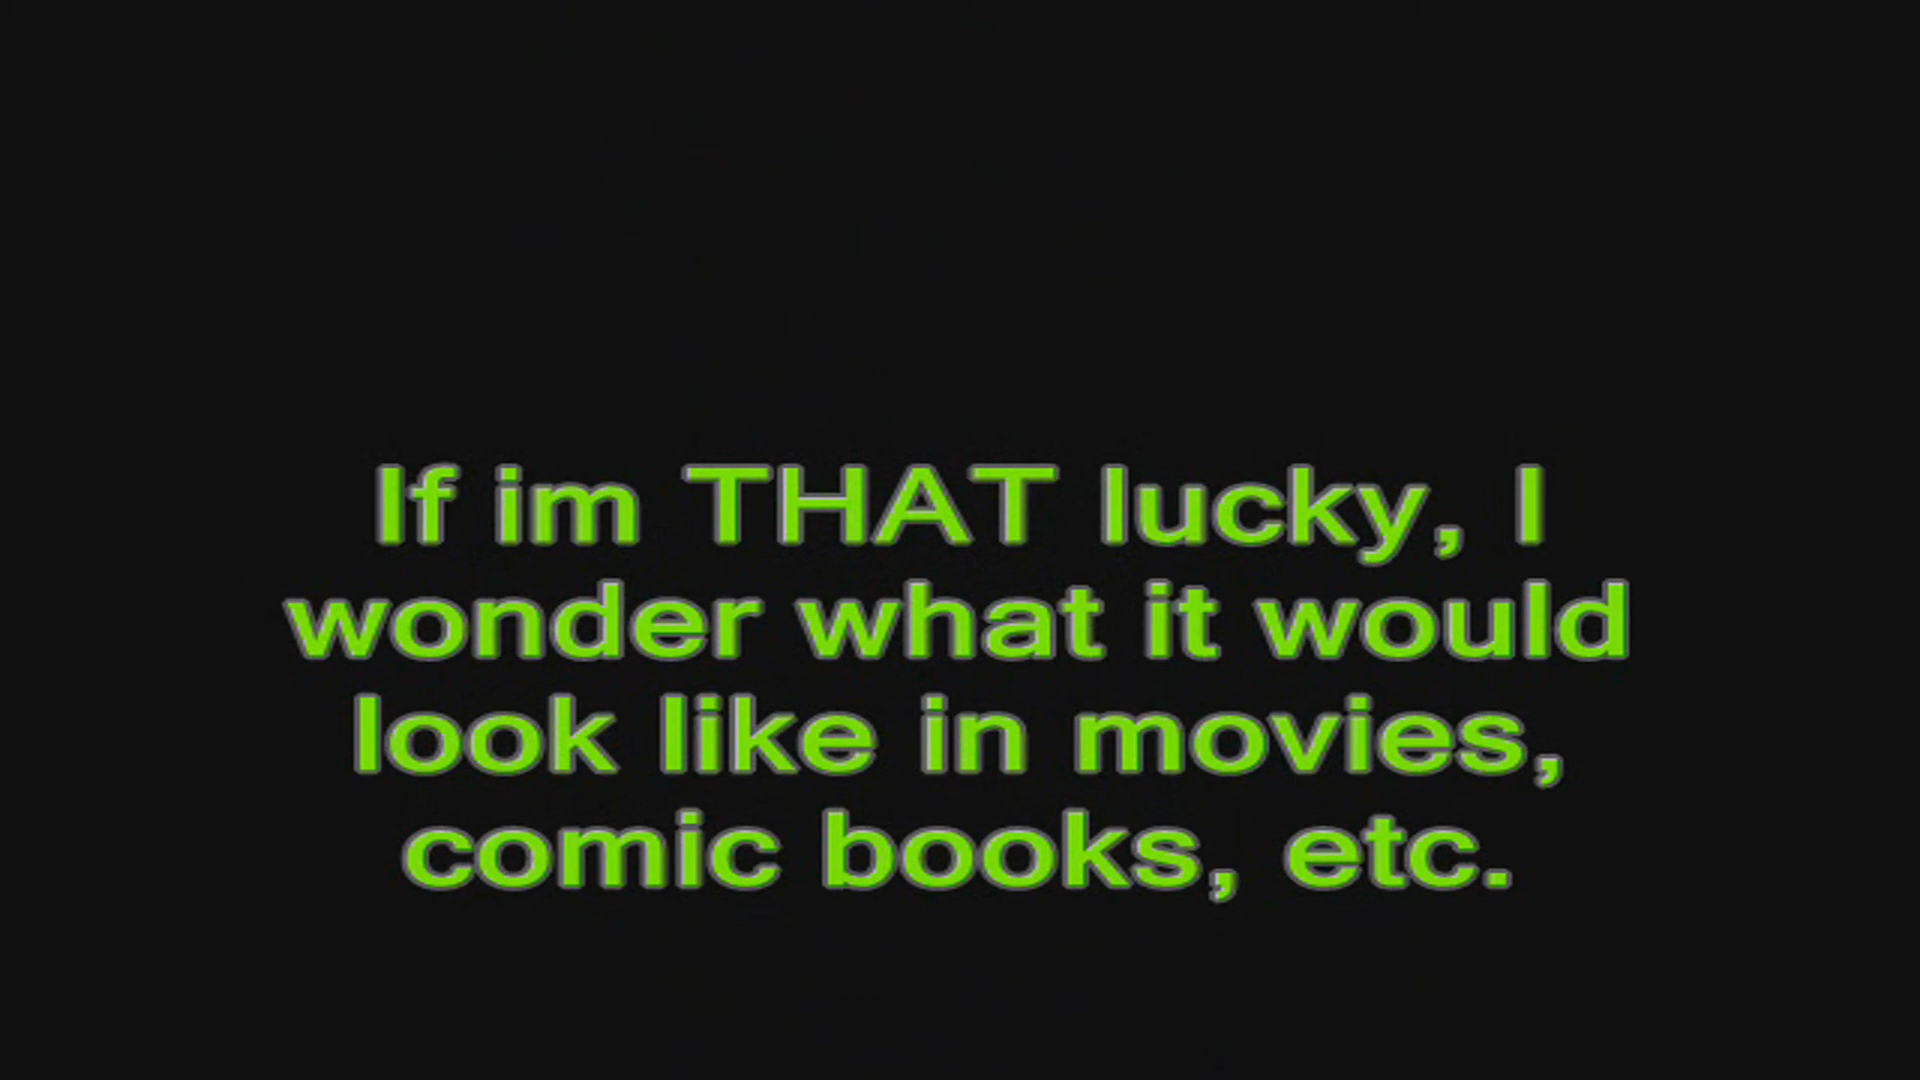 If im THAT lucky, I
wonder what it would
look like in movies,
comic books, etc.